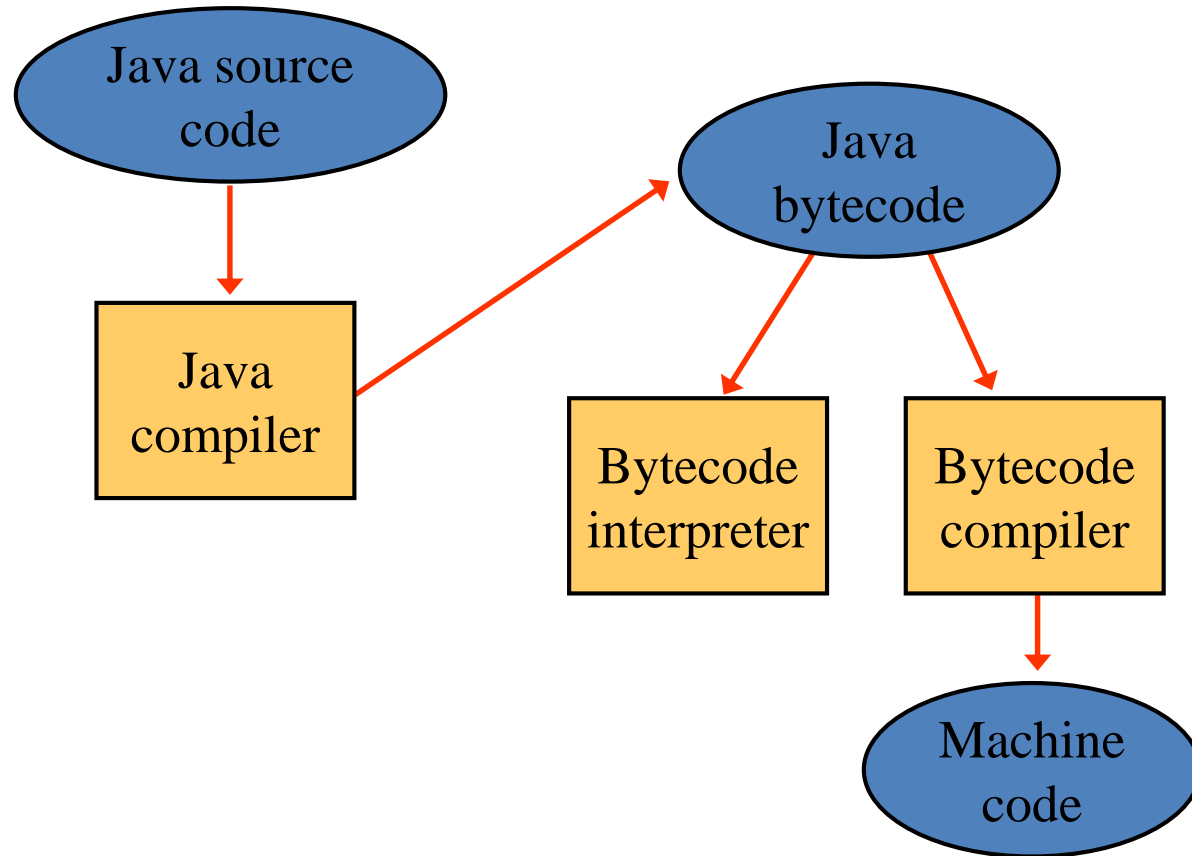 Java source
code
Java
bytecode
Java
compiler
Bytecode
interpreter
Bytecode
compiler
Machine
code